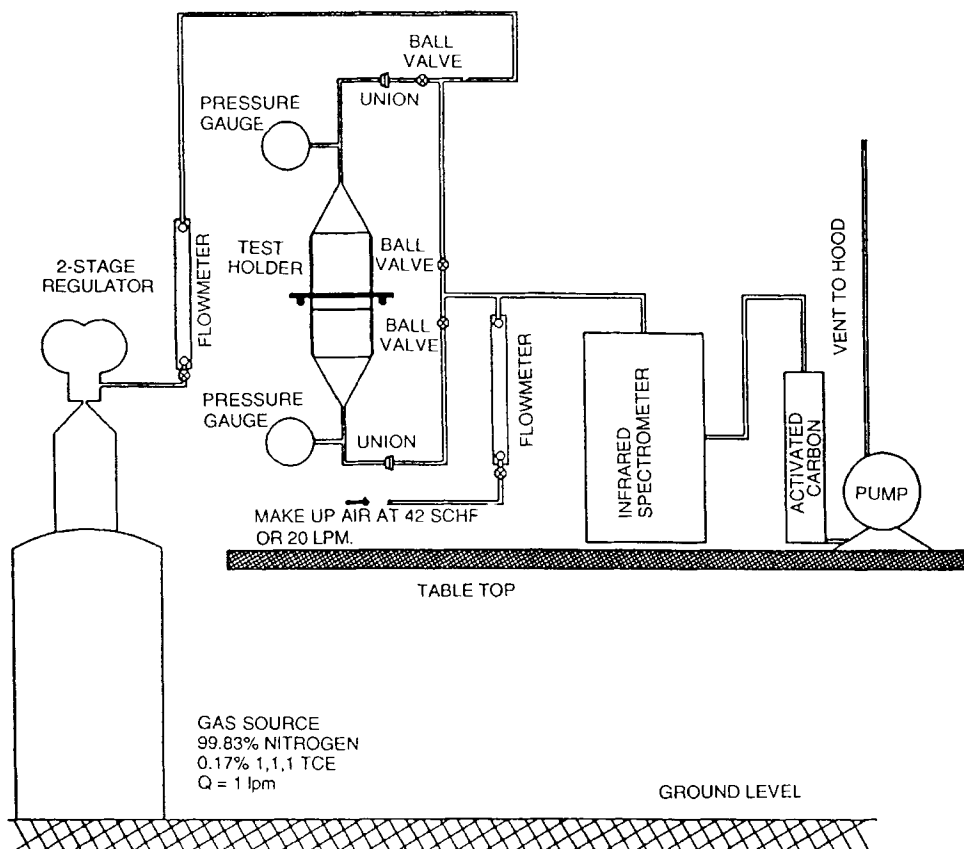 BALL
VALVE
UNION
PRESSURE
GAUGE
TEST
HOLDER
BALL
VALVE
2-STAGE
REGULATOR
FLOWMETER
BALL
VALVE
VENT TO HOOD
PRESSURE
GAUGE
UNION
FLOWMETER
INFRARED
SPECTROMETER
ACTIVATED
CARBON
PUMP
MAKE UP AIR AT 42 SCHF
OR 20 LPM.
TABLE TOP
GAS SOURCE
99.83% NITROGEN
0.17% 1,1,1 TCE
Q = 1 lpm
GROUND LEVEL